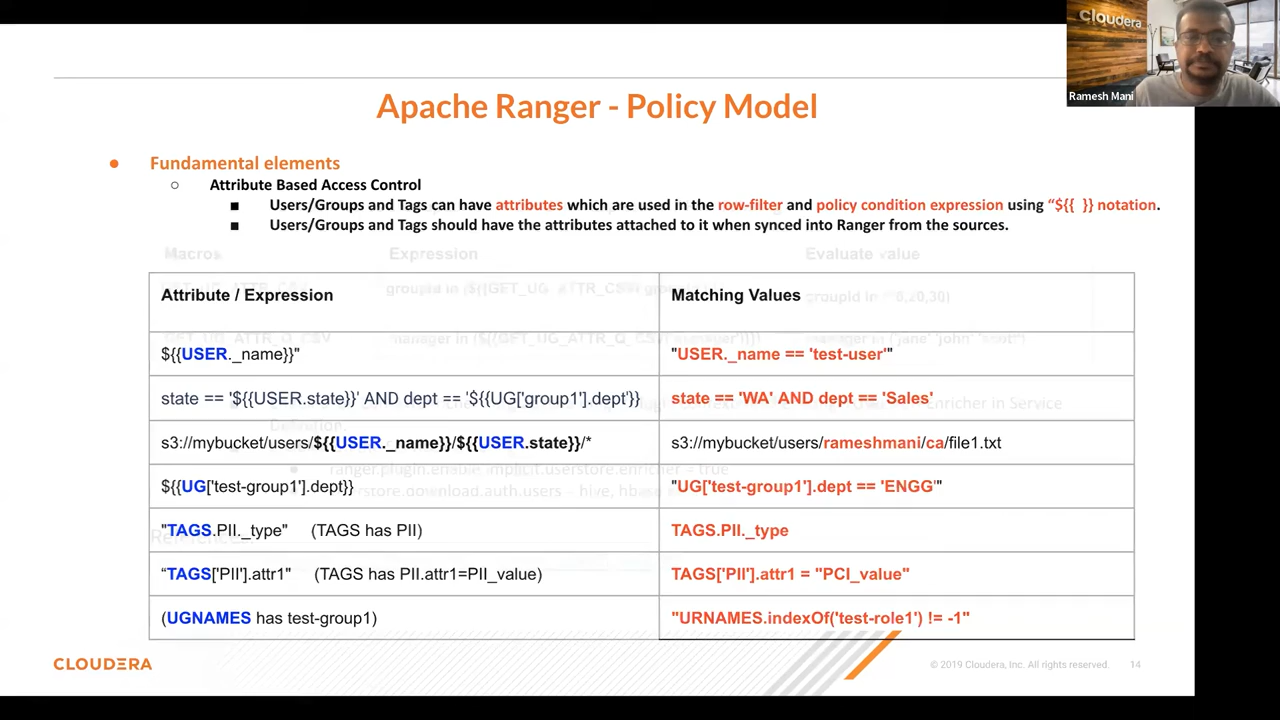 cloudera
Ramesh Mani
Apache Ranger - Policy Model
● Fundamental elements
○ Attribute Based Access Control
■ Users/Groups and Tags can have attributes which are used in the row-filter and policy condition expression using “${{ }} notation.
■ Users/Groups and Tags should have the attributes attached to it when synced into Ranger from the sources.
Macros Expression Evaluate value
Attribute / Expression Matching Values
${{USER._name}}" "USER._name == 'test-user'"
state == '${{USER.state}}' AND dept == '${{UG['group1'].dept'}} state == 'WA' AND dept == 'Sales'
s3://mybucket/users/${{USER._name}}/${{USER.state}}/* s3://mybucket/users/rameshmani/ca/file1.txt
${{UG['test-group1'].dept}} "UG['test-group1'].dept == 'ENGG'"
"TAGS.PII._type" (TAGS has PII) TAGS.PII._type
“TAGS['PII'].attr1" (TAGS has PII.attr1=PII_value) TAGS['PII'].attr1 = "PCI_value"
(UGNAMES has test-group1) "URNAMES.indexOf('test-role1') != -1"
CLOUDERA © 2019 Cloudera, Inc. All rights reserved. 14